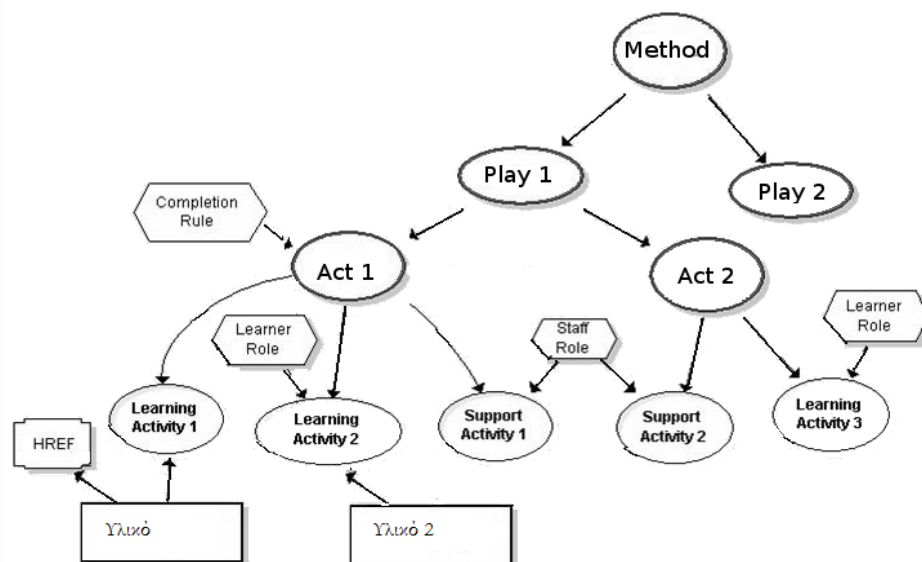 Method
Play 1
Play 2
Completion
Rule
Act 1
Act 2
Learner
Role
Staff
Role
Learner
Role
Learning
Activity 1
Learning
Activity 2
Support
Activity 1
Support
Activity 2
Learning
Activity 3
HREF
Υλικό
Υλικό 2